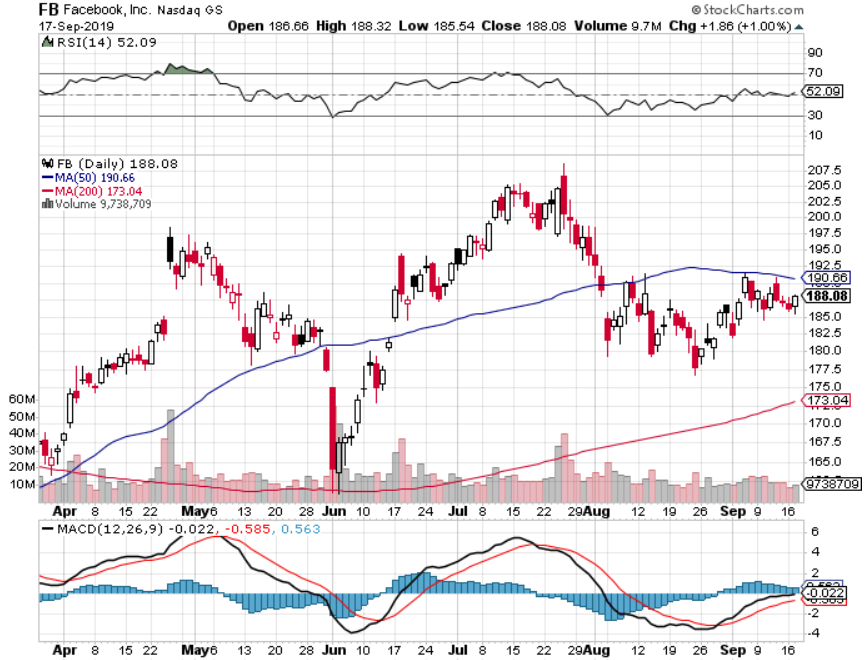 FB Facebook, Inc. Nasdaq GS
© StockCharts.com
17-Sep-2019
Open 186.66 High 188.32 Low 185.54 Close 188.08 Volume 9.7M Chg +1.86 (+1.00%)
RSI(14) 52.09
90
70
52.09
30
10
FB (Daily) 188.08
MA(50) 190.66
MA(200) 173.04
Volume 9,738,709
207.5
205.0
202.5
200.0
197.5
195.0
192.5
190.66
188.08
185.0
182.5
180.0
177.5
175.0
173.04
170.0
167.5
165.0
9738709
60M
50M
40M
30M
20M
10M
Apr 8 15 22 May 6 13 20 28 Jun 10 17 24 Jul 8 15 22 29 Aug 12 19 26 Sep 9 16
MACD(12,26,9) -0.022, -0.585, 0.563
6
4
2
-0.022
-2
-4
Apr 8 15 22 May 6 13 20 28 Jun 10 17 24 Jul 8 15 22 29 Aug 12 19 26 Sep 9 16